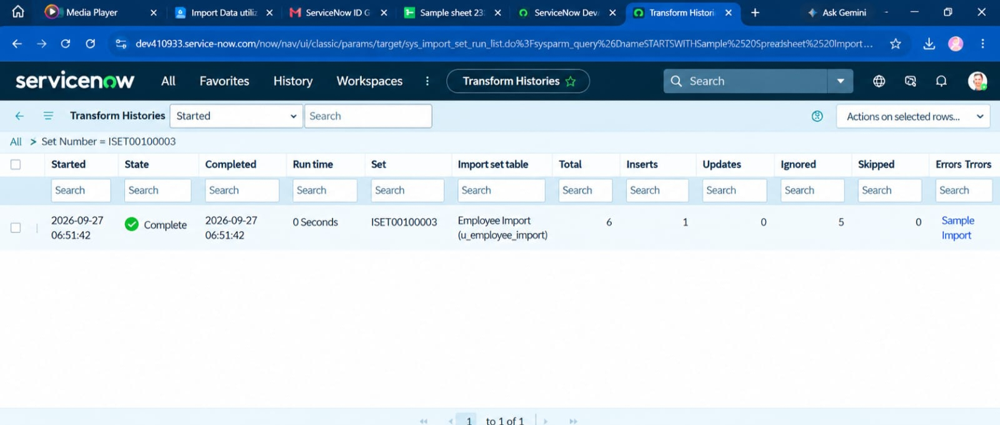 Media Player
Import Data utiliz
ServiceNow ID G
Sample sheet 23
ServiceNow Dev
Transform Histori
Ask Gemini
dev410933.service-now.com/now/nav/ui/classic/params/target/sys_import_set_run_list.do%3Fsysparm_query%26DnameSTARTSWITHSample%2520Spreadsheet%2520Import...
servicenow All Favorites History Workspaces Transform Histories Search
Transform Histories Started Search Actions on selected rows...
All > Set Number = ISET00100003
Started State Completed Run time Set Import set table Total Inserts Updates Ignored Skipped Errors Trrors
Search Search Search Search Search Search Search Search Search Search Search Search
2026-09-27 06:51:42 Complete 2026-09-27 06:51:42 0 Seconds ISET00100003 Employee Import (u_employee_import) 6 1 0 5 0 Sample Import
1 to 1 of 1